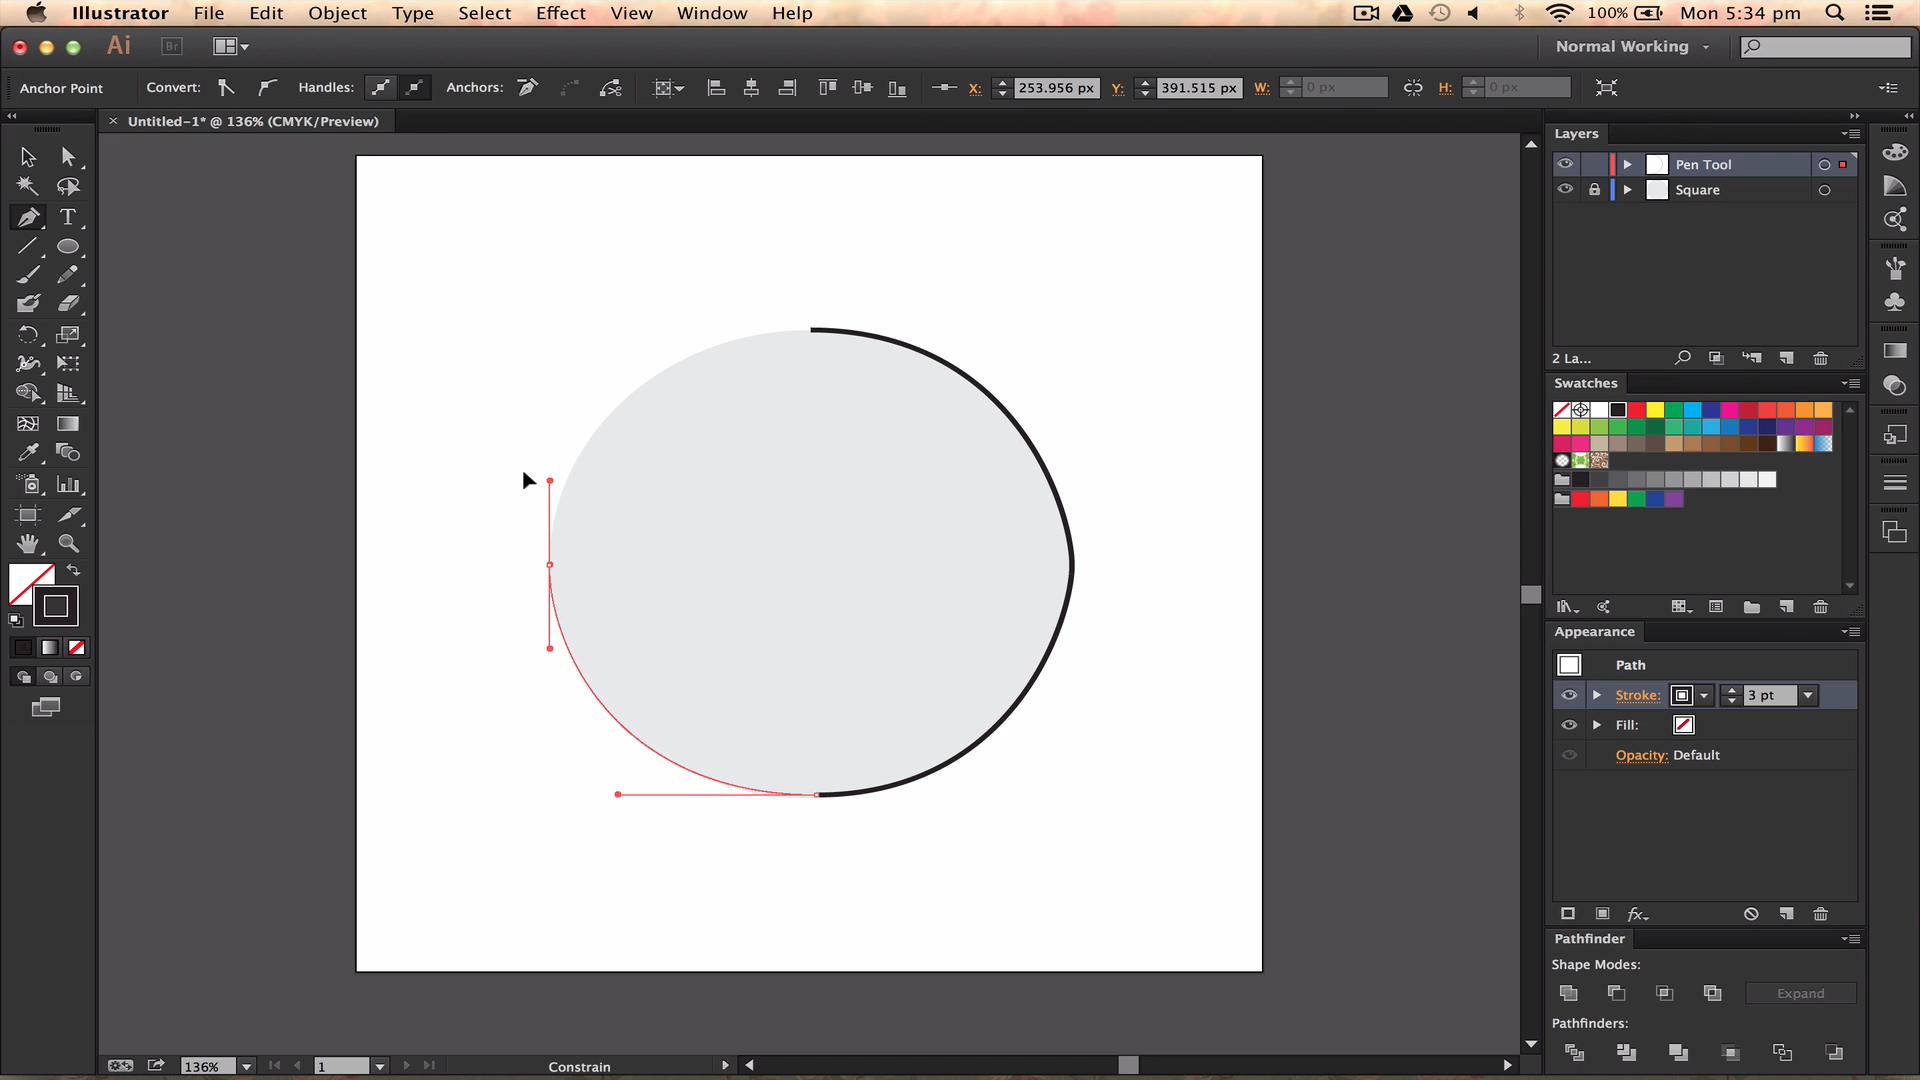 Illustrator File Edit Object Type Select Effect View Window Help 100% Mon 5:34 pm
Ai Br Normal Working
Anchor Point Convert: Handles: Anchors: X: 253.956 px Y: 391.515 px W: 0 px H: 0 px
Untitled-1* @ 136% (CMYK/Preview)
Layers
Pen Tool
Square
2 La...
Swatches
Appearance
Path
Stroke: 3 pt
Fill:
Opacity: Default
fx
Pathfinder
Shape Modes:
Expand
Pathfinders:
136% 1 Constrain